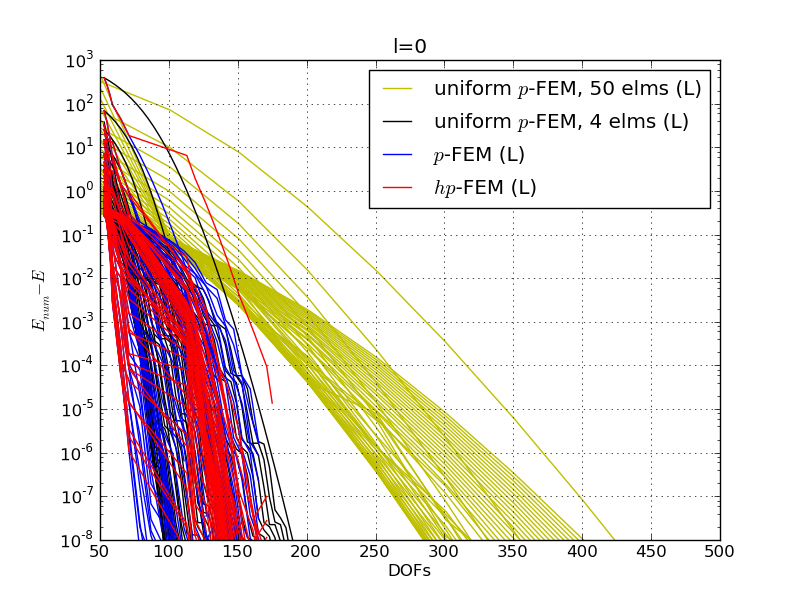 l=0
10^3
10^2
10^1
10^0
10^-1
10^-2
10^-3
10^-4
10^-5
10^-6
10^-7
10^-8
E_num − E
uniform p-FEM, 50 elms (L)
uniform p-FEM, 4 elms (L)
p-FEM (L)
hp-FEM (L)
50 100 150 200 250 300 350 400 450 500
DOFs